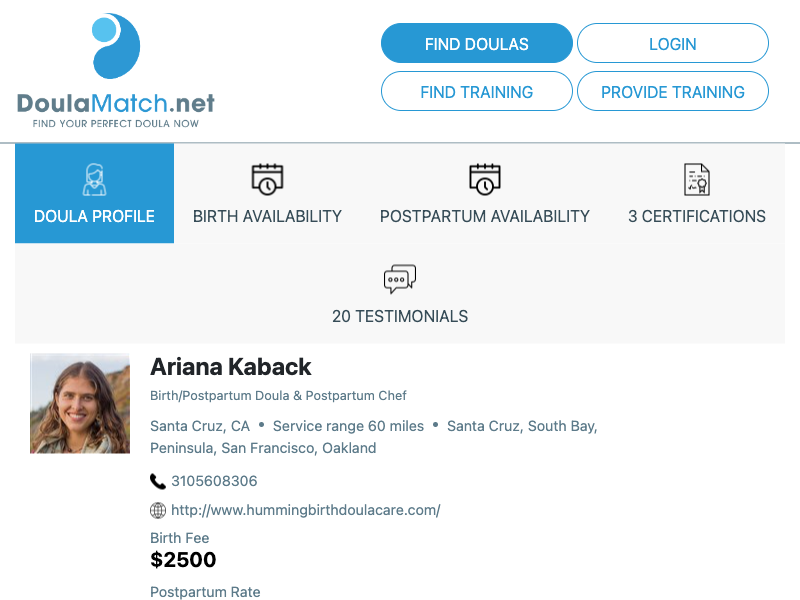 FIND DOULAS
LOGIN
FIND TRAINING
PROVIDE TRAINING
DoulaMatch.net
FIND YOUR PERFECT DOULA NOW
DOULA PROFILE
BIRTH AVAILABILITY
POSTPARTUM AVAILABILITY
3 CERTIFICATIONS
20 TESTIMONIALS
Ariana Kaback
Birth/Postpartum Doula & Postpartum Chef
Santa Cruz, CA • Service range 60 miles • Santa Cruz, South Bay,
Peninsula, San Francisco, Oakland
3105608306
http://www.hummingbirthdoulacare.com/
Birth Fee
$2500
Postpartum Rate